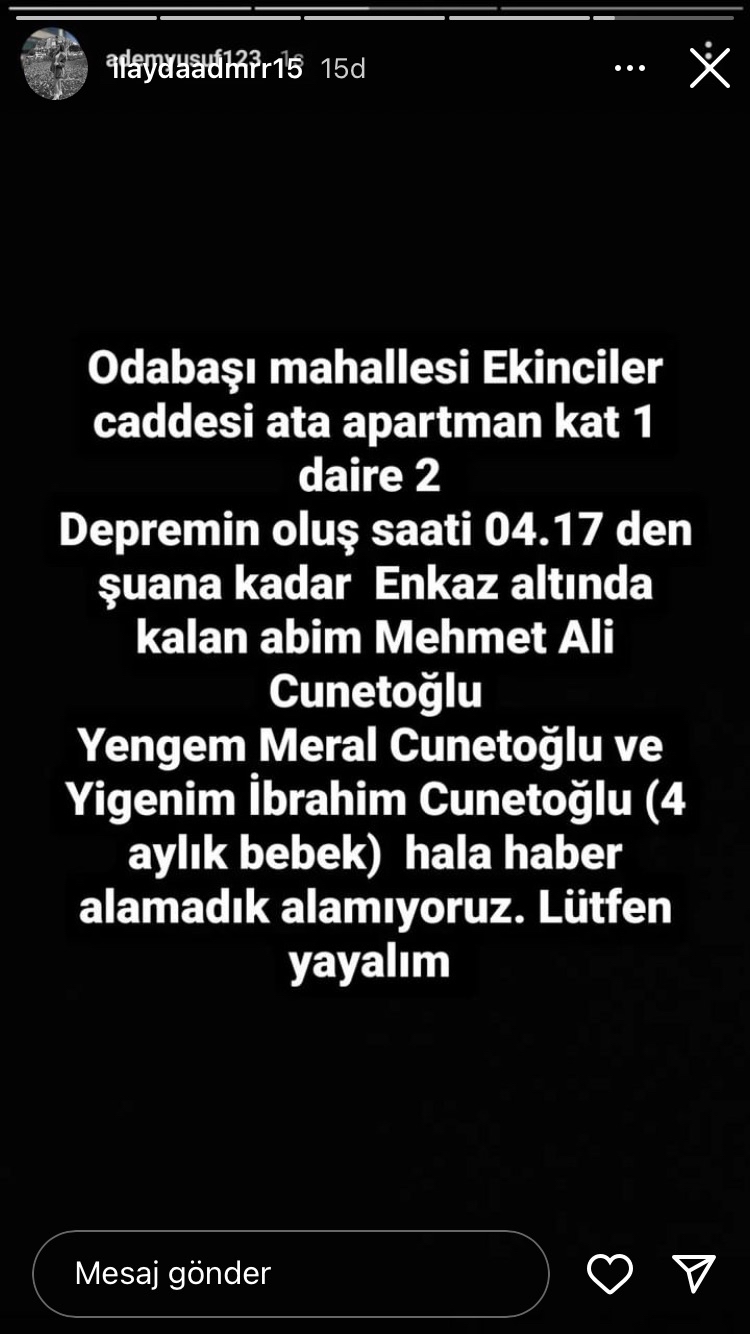 ademyusuf123 1s
ilaydaadmrr15 15d
Odabaşı mahallesi Ekinciler
caddesi ata apartman kat 1
daire 2
Depremin oluş saati 04.17 den
şuana kadar Enkaz altında
kalan abim Mehmet Ali
Cunetoğlu
Yengem Meral Cunetoğlu ve
Yigenim İbrahim Cunetoğlu (4
aylık bebek) hala haber
alamadık alamıyoruz. Lütfen
yayalım
Mesaj gönder